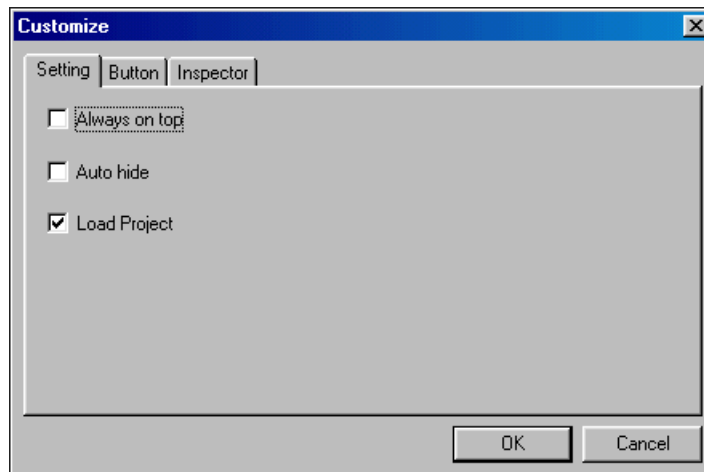 Customize
Setting Button Inspector
Always on top
Auto hide
Load Project
OK Cancel